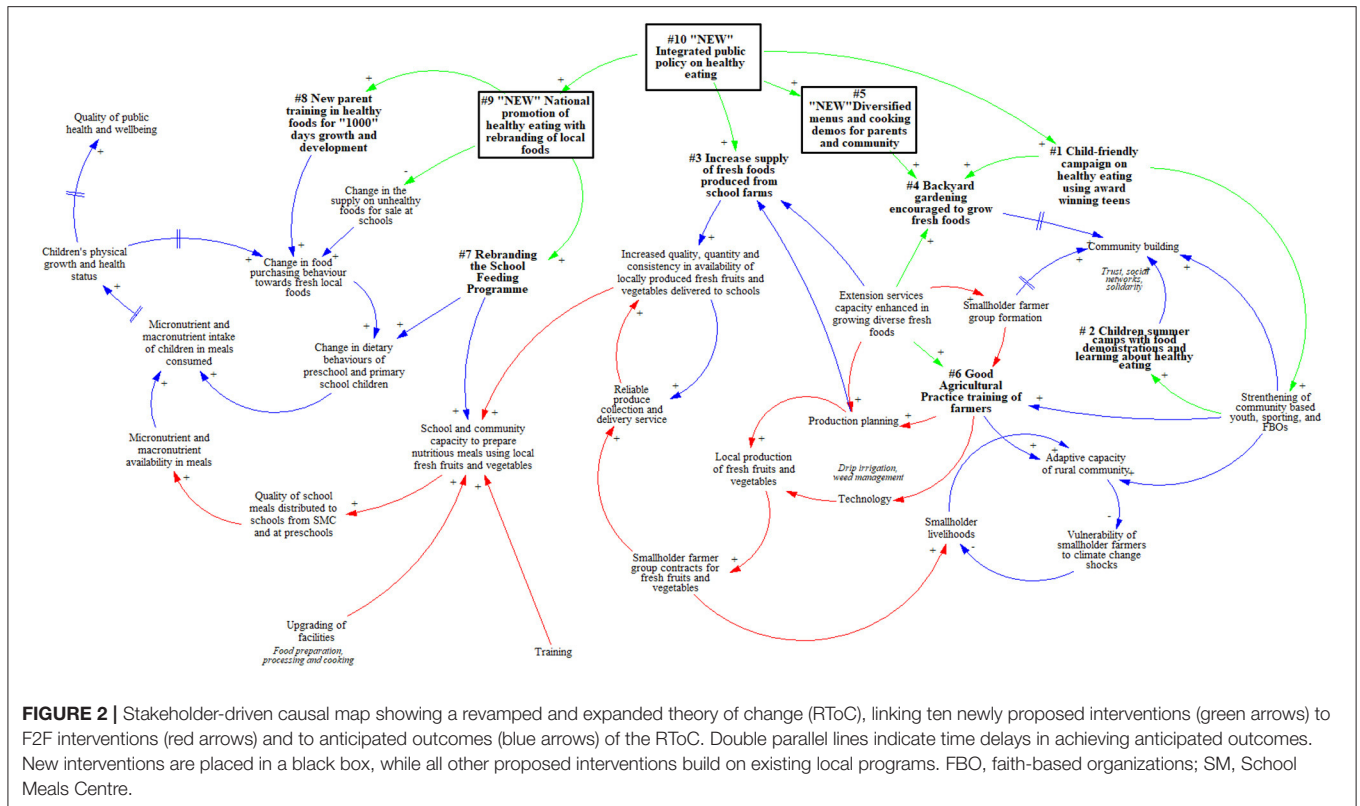 #10 "NEW"
Integrated public
policy on healthy
eating
#8 New parent
training in healthy
foods for "1000"
days growth and
development
#9 "NEW" National
promotion of
healthy eating with
rebranding of local
foods
#5
"NEW"Diversified
menus and cooking
demos for parents
and community
Quality of public
health and wellbeing
#3 Increase supply
of fresh foods
produced from
school farms
#1 Child-friendly
campaign on
healthy eating
using award
winning teens
#4 Backyard
gardening
encouraged to grow
fresh foods
Change in the
supply on unhealthy
foods for sale at
schools
Children's physical
growth and health
status
Change in food
purchasing behaviour
towards fresh local
foods
#7 Rebranding
the School
Feeding
Programme
Increased quality, quantity and
consistency in availability of
locally produced fresh fruits and
vegetables delivered to schools
Community building
Trust, social
networks,
solidarity
Extension services
capacity enhanced in
growing diverse fresh
foods
Smallholder farmer
group formation
Micronutrient and
macronutrient intake
of children in meals
consumed
Change in dietary
behaviours of
preschool and primary
school children
# 2 Children summer
camps with food
demonstrations and
learning about healthy
eating
#6 Good
Agricultural
Practice training of
farmers
Reliable
produce
collection and
delivery service
Strenthening of
community based
youth, sporting, and
FBOs
Micronutrient and
macronutrient
availability in meals
School and community
capacity to prepare
nutritious meals using local
fresh fruits and vegetables
Production planning
Local production
of fresh fruits and
vegetables
Drip irrigation,
weed management
Technology
Adaptive capacity
of rural community
Quality of school
meals distributed to
schools from SMC
and at preschools
Smallholder
livelihoods
Vulnerability of
smallholder farmers
to climate change
shocks
Smallholder farmer
group contracts for
fresh fruits and
vegetables
Upgrading of
facilities
Food preparation,
processing and cooking
Training
FIGURE 2 | Stakeholder-driven causal map showing a revamped and expanded theory of change (RToC), linking ten newly proposed interventions (green arrows) to
F2F interventions (red arrows) and to anticipated outcomes (blue arrows) of the RToC. Double parallel lines indicate time delays in achieving anticipated outcomes.
New interventions are placed in a black box, while all other proposed interventions build on existing local programs. FBO, faith-based organizations; SM, School
Meals Centre.